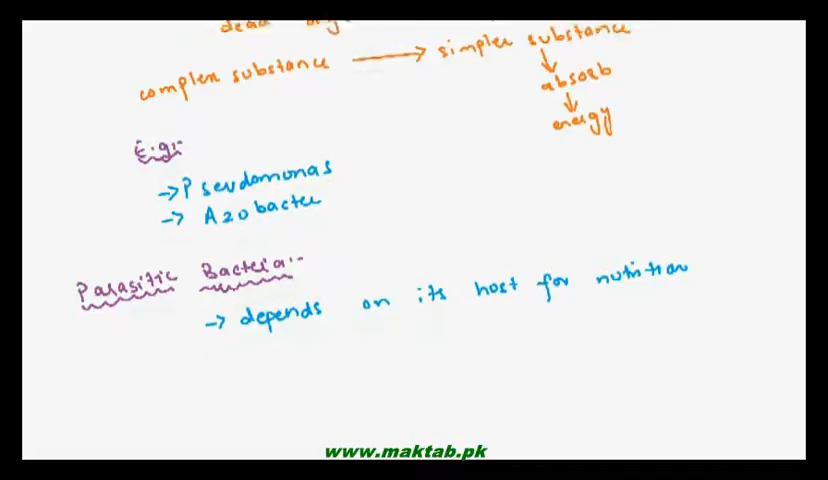 dead
complex substance → simpler substance
↓
absorb
↓
energy
E.g:
→ Pseudomonas
→ Azobacter
Parasitic Bacteria:-
→ depends on its host for nutrition
www.maktab.pk